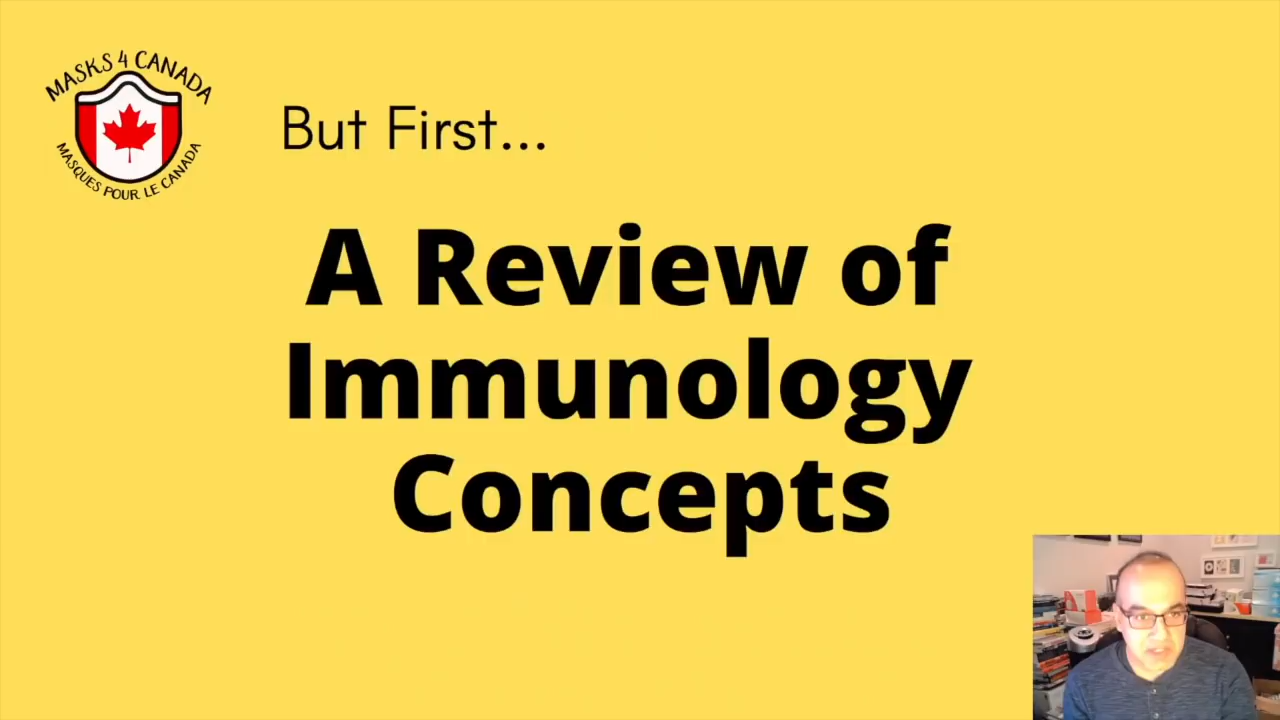 MASKS 4 CANADA
MASQUES POUR LE CANADA
But First...
A Review of
Immunology
Concepts